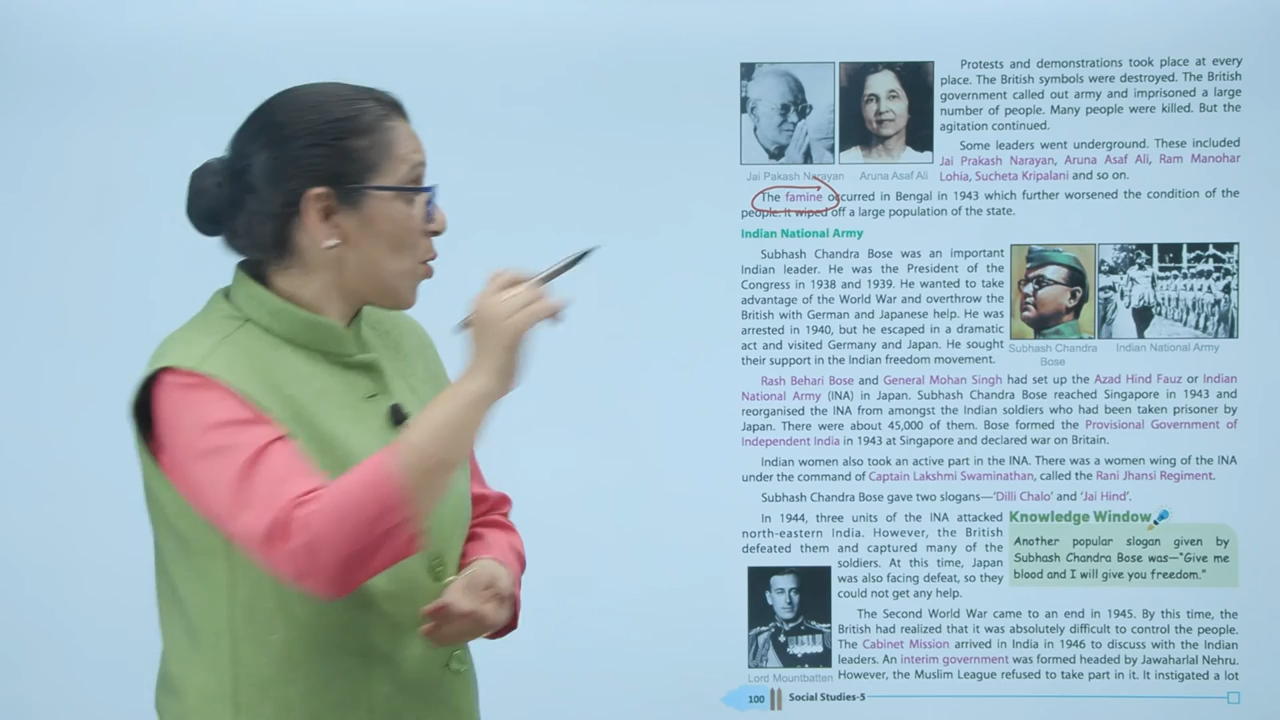 Protests and demonstrations took place at every
place. The British symbols were destroyed. The British
government called out army and imprisoned a large
number of people. Many people were killed. But the
agitation continued.
Some leaders went underground. These included
Jai Prakash Narayan, Aruna Asaf Ali, Ram Manohar
Lohia, Sucheta Kripalani and so on.
Jai Pakash Narayan
Aruna Asaf Ali
The famine occurred in Bengal in 1943 which further worsened the condition of the
people. It wiped off a large population of the state.
Indian National Army
Subhash Chandra Bose was an important
Indian leader. He was the President of the
Congress in 1938 and 1939. He wanted to take
advantage of the World War and overthrow the
British with German and Japanese help. He was
arrested in 1940, but he escaped in a dramatic
act and visited Germany and Japan. He sought
their support in the Indian freedom movement.
Subhash Chandra
Bose
Indian National Army
Rash Behari Bose and General Mohan Singh had set up the Azad Hind Fauz or Indian
National Army (INA) in Japan. Subhash Chandra Bose reached Singapore in 1943 and
reorganised the INA from amongst the Indian soldiers who had been taken prisoner by
Japan. There were about 45,000 of them. Bose formed the Provisional Government of
Independent India in 1943 at Singapore and declared war on Britain.
Indian women also took an active part in the INA. There was a women wing of the INA
under the command of Captain Lakshmi Swaminathan, called the Rani Jhansi Regiment.
Subhash Chandra Bose gave two slogans—‘Dilli Chalo’ and ‘Jai Hind’.
In 1944, three units of the INA attacked
north-eastern India. However, the British
defeated them and captured many of the
soldiers. At this time, Japan
was also facing defeat, so they
could not get any help.
Knowledge Window
Another popular slogan given by
Subhash Chandra Bose was—“Give me
blood and I will give you freedom.”
The Second World War came to an end in 1945. By this time, the
British had realized that it was absolutely difficult to control the people.
The Cabinet Mission arrived in India in 1946 to discuss with the Indian
leaders. An interim government was formed headed by Jawaharlal Nehru.
However, the Muslim League refused to take part in it. It instigated a lot
Lord Mountbatten
100 Social Studies-5